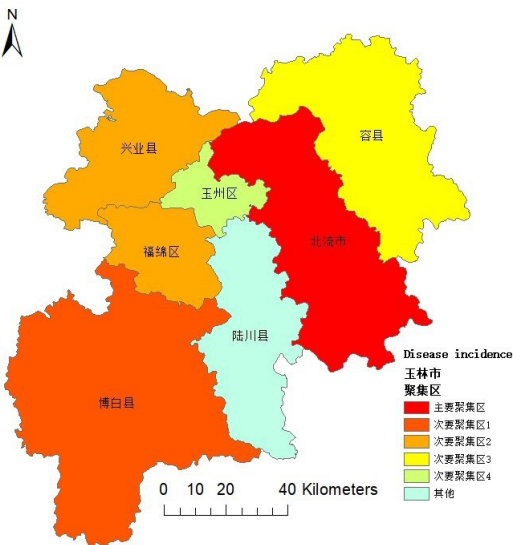 N
容县
兴业县
玉州区
北流市
福绵区
陆川县
Disease incidence
玉林市
聚集区
主要聚集区
次要聚集区1
次要聚集区2
次要聚集区3
次要聚集区4
其他
博白县
0 10 20 40 Kilometers